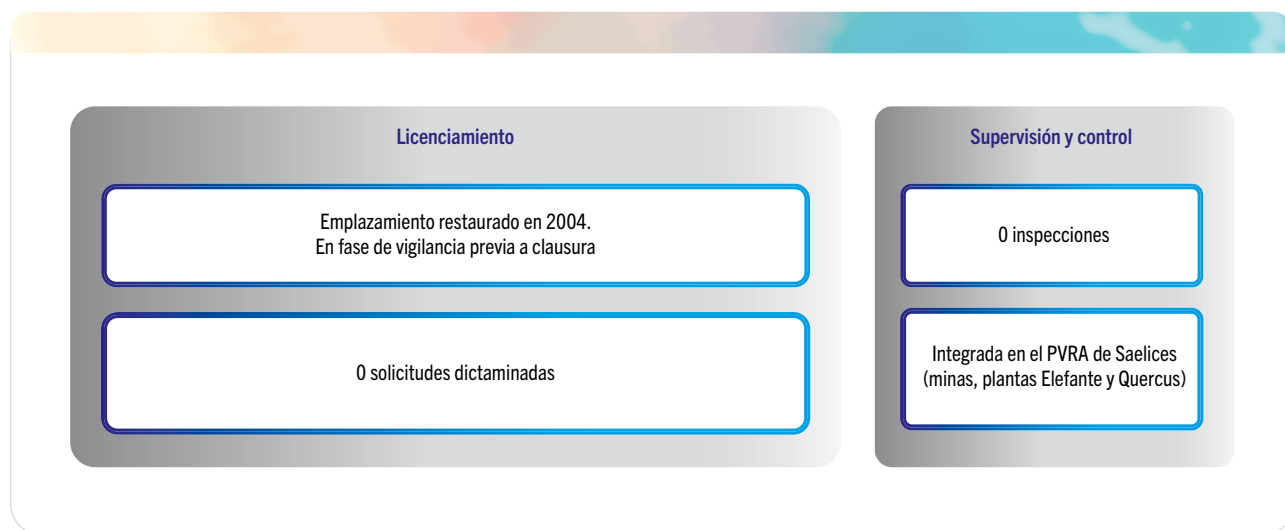 Licenciamiento
Emplazamiento restaurado en 2004.
En fase de vigilancia previa a clausura
0 solicitudes dictaminadas
Supervisión y control
0 inspecciones
Integrada en el PVRA de Saelices
(minas, plantas Elefante y Quercus)